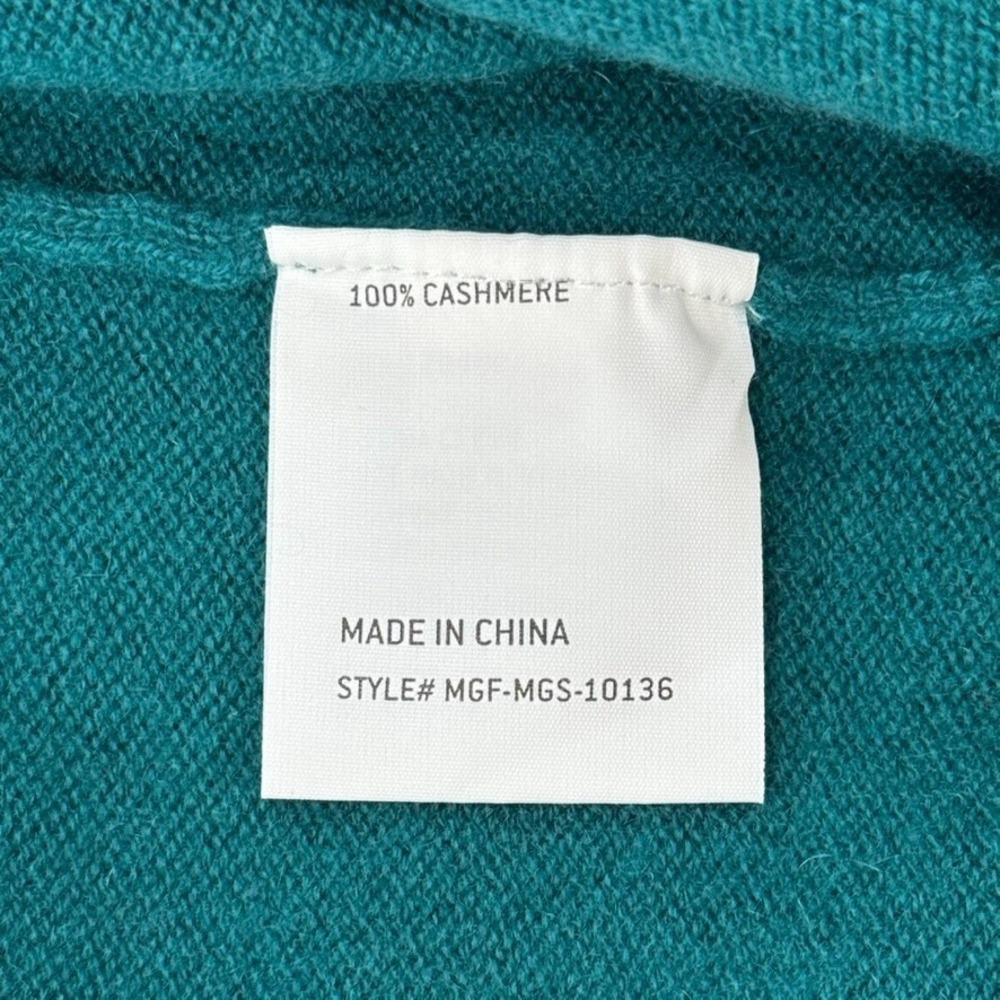 100% CASHMERE
MADE IN CHINA
STYLE# MGF-MGS-10136